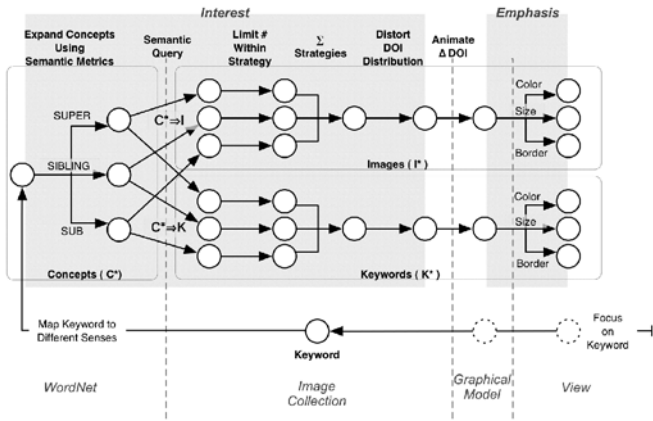 Interest
Emphasis
Expand Concepts
Using
Semantic Metrics
Semantic
Query
Limit #
Within
Strategy
Σ
Strategies
Distort
DOI
Distribution
Animate
Δ DOI
SUPER
SIBLING
SUB
C*⇒I
C*⇒K
Color
Size
Border
Images ( I* )
Color
Size
Border
Concepts ( C* )
Keywords ( K* )
Map Keyword to
Different Senses
Keyword
Focus
on
Keyword
WordNet
Image
Collection
Graphical
Model
View